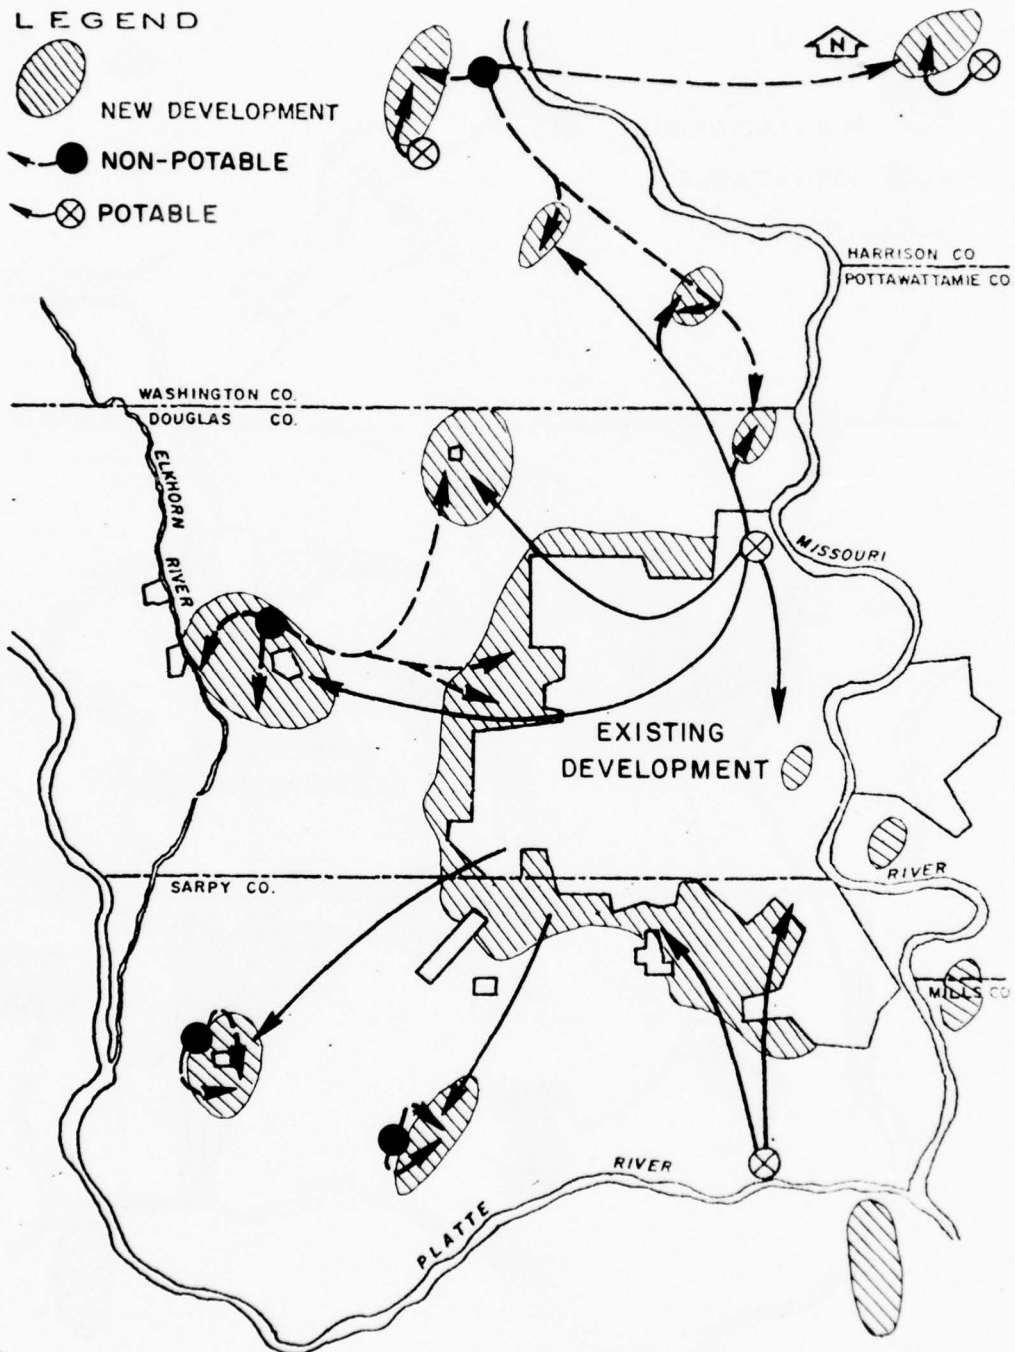 LEGEND
NEW DEVELOPMENT
NON-POTABLE
POTABLE
N
HARRISON CO
POTTAWATTAMIE CO.
WASHINGTON CO.
DOUGLAS CO.
ELKHORN RIVER
MISSOURI
EXISTING
DEVELOPMENT
RIVER
SARPY CO.
MILLS CO
RIVER
PLATTE